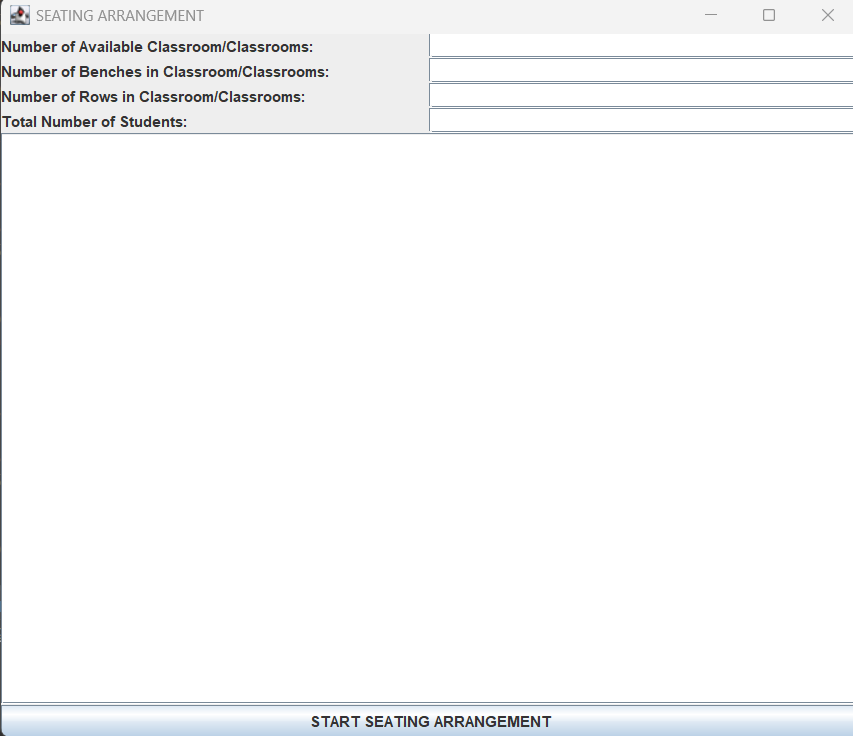 SEATING ARRANGEMENT
Number of Available Classroom/Classrooms:
Number of Benches in Classroom/Classrooms:
Number of Rows in Classroom/Classrooms:
Total Number of Students:
START SEATING ARRANGEMENT